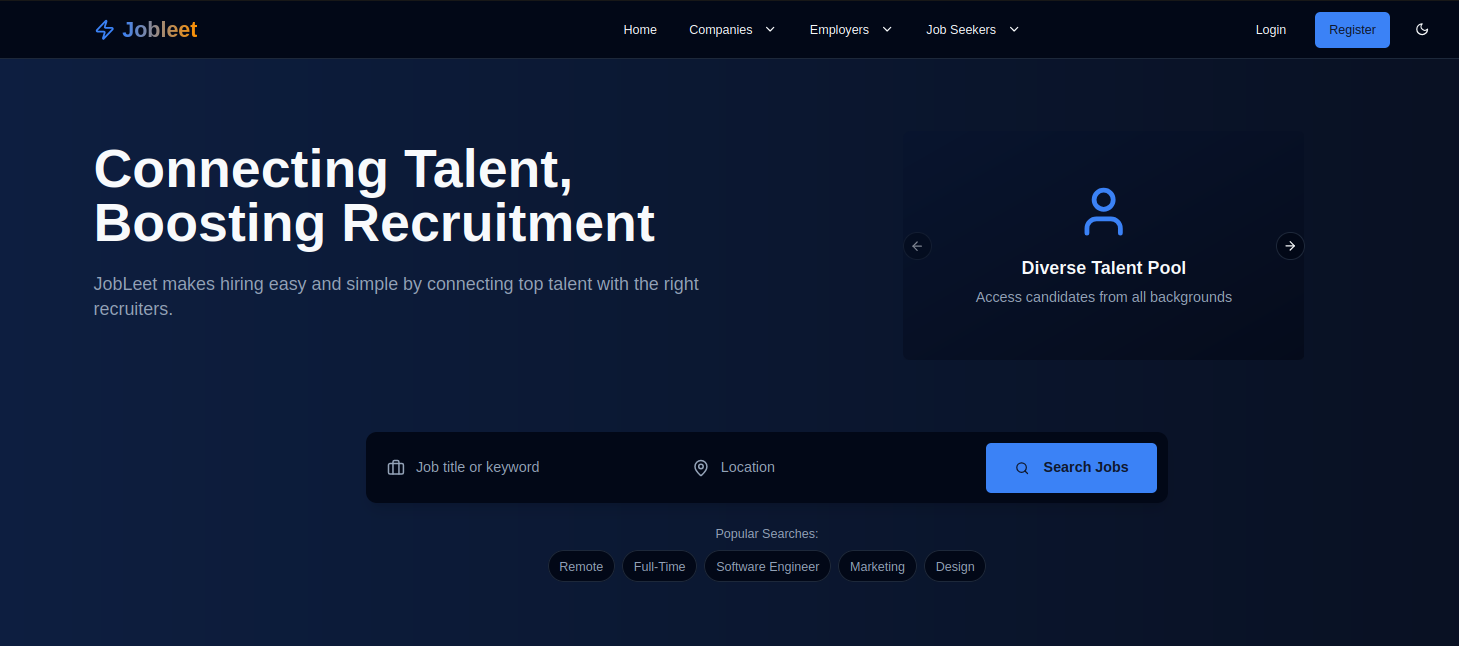 Jobleet
Home
Companies
Employers
Job Seekers
Login
Register
Connecting Talent,
Boosting Recruitment
JobLeet makes hiring easy and simple by connecting top talent with the right
recruiters.
Diverse Talent Pool
Access candidates from all backgrounds
Job title or keyword
Location
Search Jobs
Popular Searches:
Remote
Full-Time
Software Engineer
Marketing
Design